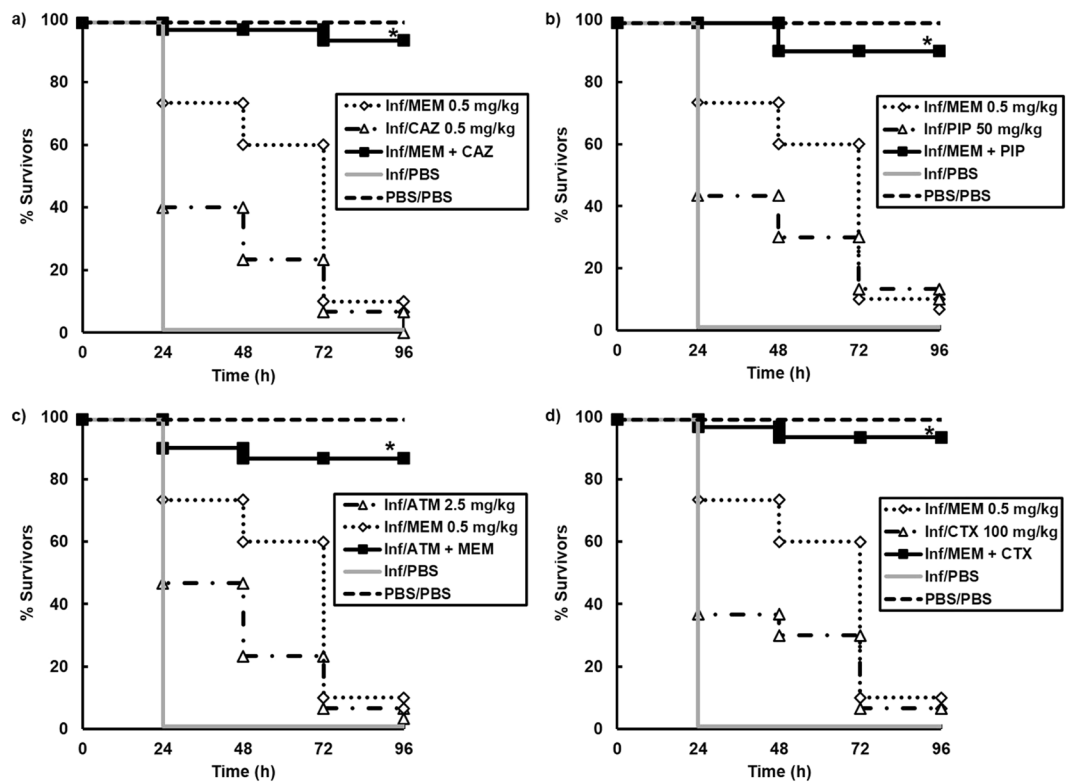 a)
100
80
60
40
20
0
% Survivors
*
Inf/MEM 0.5 mg/kg
Inf/CAZ 0.5 mg/kg
Inf/MEM + CAZ
Inf/PBS
PBS/PBS
0 24 48 72 96
Time (h)
b)
100
80
60
40
20
0
% Survivors
*
Inf/MEM 0.5 mg/kg
Inf/PIP 50 mg/kg
Inf/MEM + PIP
Inf/PBS
PBS/PBS
0 24 48 72 96
Time (h)
c)
100
80
60
40
20
0
% Survivors
*
Inf/ATM 2.5 mg/kg
Inf/MEM 0.5 mg/kg
Inf/ATM + MEM
Inf/PBS
PBS/PBS
0 24 48 72 96
Time (h)
d)
100
80
60
40
20
0
% Survivors
*
Inf/MEM 0.5 mg/kg
Inf/CTX 100 mg/kg
Inf/MEM + CTX
Inf/PBS
PBS/PBS
0 24 48 72 96
Time (h)